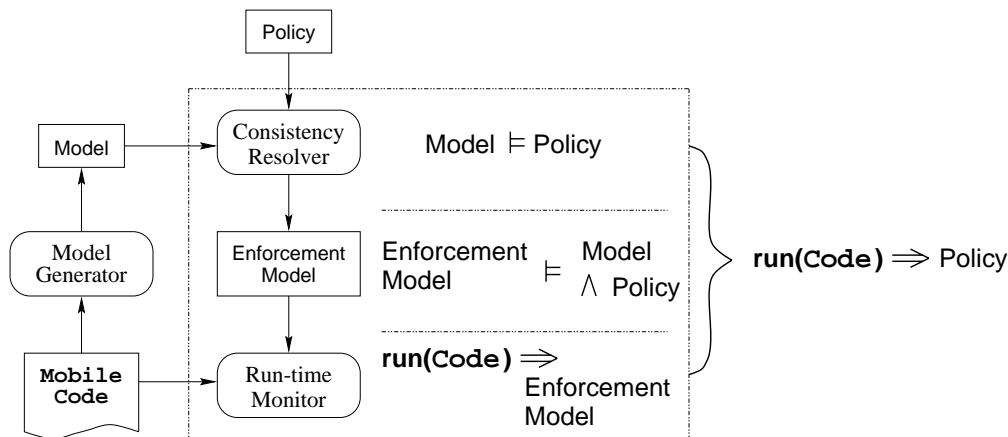 Policy
Consistency
Resolver
Model
Model ⊨ Policy
Model
Generator
Enforcement
Model
Enforcement
Model
⊨
Model
∧ Policy
run(Code) ⟹ Policy
Mobile
Code
Run-time
Monitor
run(Code) ⟹
Enforcement
Model